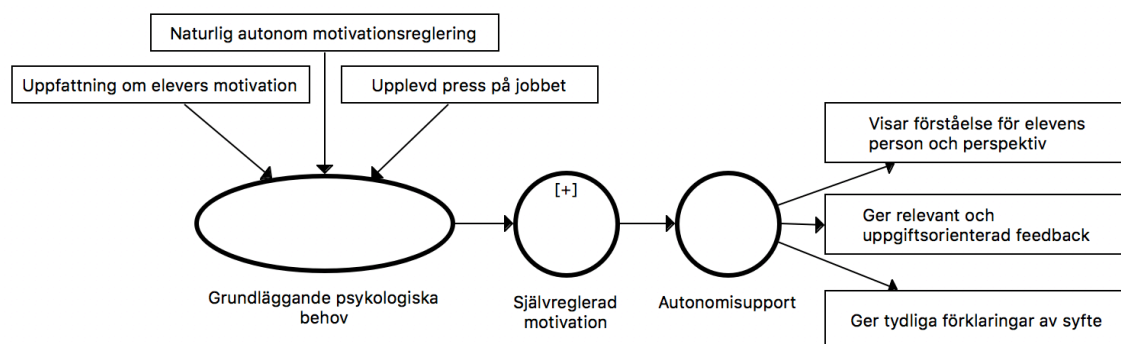 Naturlig autonom motivationsreglering
Uppfattning om elevers motivation
Upplevd press på jobbet
Visar förståelse för elevens
person och perspektiv
[+]
Ger relevant och
uppgiftsorienterad feedback
Grundläggande psykologiska
behov
Självreglerad
motivation
Autonomisupport
Ger tydliga förklaringar av syfte